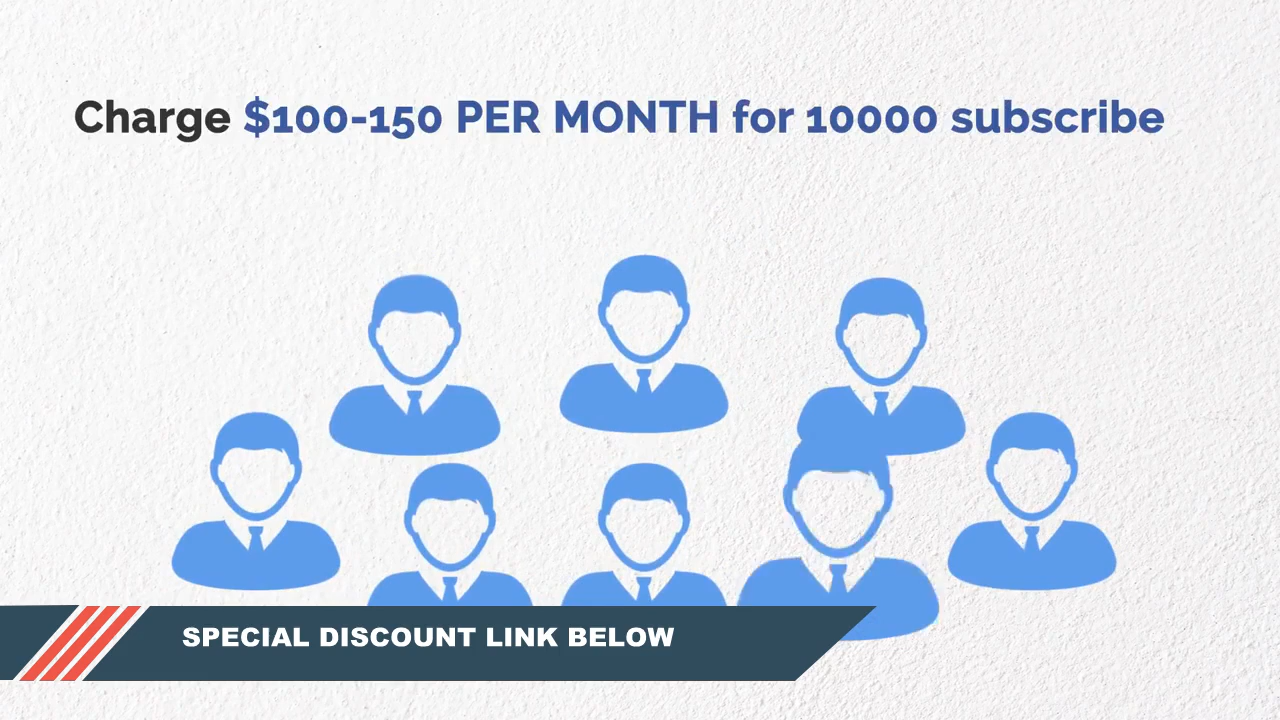 Charge $100-150 PER MONTH for 10000 subscribe
SPECIAL DISCOUNT LINK BELOW